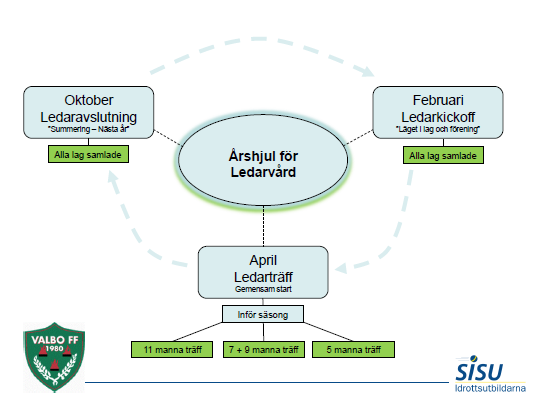 Oktober
Ledaravslutning
"Summering – Nästa år"
Alla lag samlade
Februari
Ledarkickoff
"Läget i lag och förening"
Alla lag samlade
Årshjul för
Ledarvård
April
Ledarträff
Gemensam start
Inför säsong
11 manna träff
7 + 9 manna träff
5 manna träff
VALBO FF
1980
SISU
Idrottsutbildarna